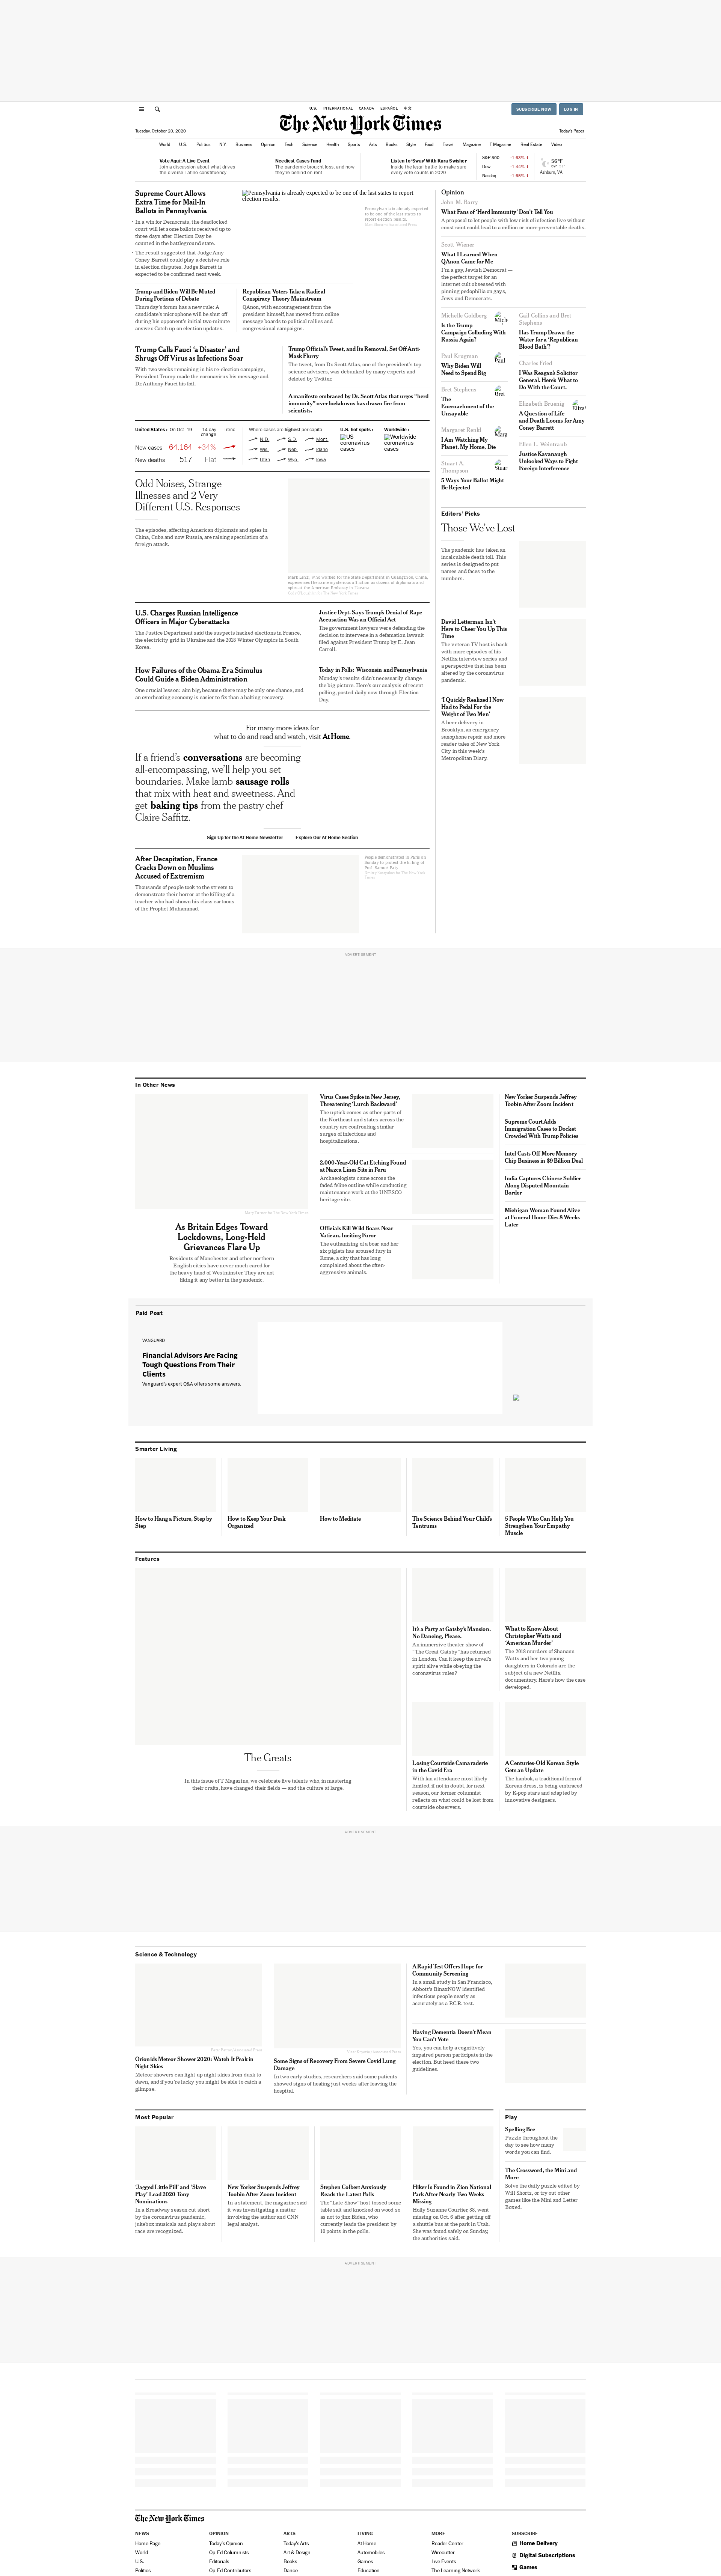 U.S.
INTERNATIONAL
CANADA
ESPAÑOL
中文
SUBSCRIBE NOW
LOG IN
The New York Times
Tuesday, October 20, 2020
Today's Paper
World
U.S.
Politics
N.Y.
Business
Opinion
Tech
Science
Health
Sports
Arts
Books
Style
Food
Travel
Magazine
T Magazine
Real Estate
Video
Vote Aquí: A Live Event
Join a discussion about what drives
the diverse Latino constituency.
Neediest Cases Fund
The pandemic brought loss, and now
they're behind on rent.
Listen to 'Sway' With Kara Swisher
Inside the legal battle to make sure
every vote counts in 2020.
S&P 500 -1.63%
Dow -1.44%
Nasdaq -1.65%
56°F
Ashburn, VA
Supreme Court Allows
Extra Time for Mail-In
Ballots in Pennsylvania
In a win for Democrats, the deadlocked
court will let some ballots received up to
three days after Election Day be
counted in the battleground state.
The result suggested that Judge Amy
Coney Barrett could play a decisive role
in election disputes. Judge Barrett is
expected to be confirmed next week.
Pennsylvania is already expected to be one of the last states to report
election results.
Pennsylvania is already expected
to be one of the last states to
report election results.
Trump and Biden Will Be Muted
During Portions of Debate
Thursday's forum has a new rule: A
candidate's microphone will be shut off
during his opponent's initial two-minute
answer. Catch up on election updates.
Republican Voters Take a Radical
Conspiracy Theory Mainstream
QAnon, with encouragement from the
president himself, has moved from online
message boards to political rallies and
congressional campaigns.
Trump Calls Fauci 'a Disaster' and
Shrugs Off Virus as Infections Soar
With two weeks remaining in his re-election campaign,
President Trump made the coronavirus his new message and
Dr. Anthony Fauci his foil.
Trump Official's Tweet, and Its Removal, Set Off Anti-
Mask Flurry
The tweet, from Dr. Scott Atlas, one of the president's top
science advisers, was debunked by many experts and
deleted by Twitter.
A manifesto embraced by Dr. Scott Atlas that urges "herd
immunity" over lockdowns has drawn fire from
scientists.
United States › On Oct. 19
14-day
change
Trend
New cases 64,164 +34%
New deaths 517 Flat
Where cases are highest per capita
N.D.
S.D.
Mont.
Wis.
Neb.
Idaho
Utah
Wyo.
Iowa
U.S. hot spots ›
US
coronavirus
cases
Worldwide ›
Worldwide
coronavirus
cases
Odd Noises, Strange
Illnesses and 2 Very
Different U.S. Responses
The episodes, affecting American diplomats and spies in
China, Cuba and now Russia, are raising speculation of a
foreign attack.
Mark Lenzi, who worked for the State Department in Guangzhou, China,
experienced the same mysterious affliction as dozens of diplomats and
spies at the American Embassy in Havana.
U.S. Charges Russian Intelligence
Officers in Major Cyberattacks
The Justice Department said the suspects hacked elections in France,
the electricity grid in Ukraine and the 2018 Winter Olympics in South
Korea.
Justice Dept. Says Trump's Denial of Rape
Accusation Was an Official Act
The government lawyers were defending the
decision to intervene in a defamation lawsuit
filed against President Trump by E. Jean
Carroll.
How Failures of the Obama-Era Stimulus
Could Guide a Biden Administration
One crucial lesson: aim big, because there may be only one chance, and
an overheating economy is easier to fix than a halting recovery.
Today in Polls: Wisconsin and Pennsylvania
Monday's results didn't necessarily change
the big picture. Here's our analysis of recent
polling, posted daily now through Election
Day.
For many more ideas for
what to do and read and watch, visit At Home.
If a friend's conversations are becoming
all-encompassing, we'll help you set
boundaries. Make lamb sausage rolls
that mix with heat and sweetness. And
get baking tips from the pastry chef
Claire Saffitz.
Sign Up for the At Home Newsletter
Explore Our At Home Section
After Decapitation, France
Cracks Down on Muslims
Accused of Extremism
Thousands of people took to the streets to
demonstrate their horror at the killing of a
teacher who had shown his class cartoons
of the Prophet Muhammad.
People demonstrated in Paris on
Sunday to protest the killing of
Prof. Samuel Paty.
Opinion
John M. Barry
What Fans of 'Herd Immunity' Don't Tell You
A proposal to let people with low risk of infection live without
constraint could lead to a million or more preventable deaths.
Scott Wiener
What I Learned When
QAnon Came for Me
I'm a gay, Jewish Democrat —
the perfect target for an
internet cult obsessed with
pinning pedophilia on gays,
Jews and Democrats.
Michelle Goldberg
Is the Trump
Campaign Colluding With
Russia Again?
Paul Krugman
Why Biden Will
Need to Spend Big
Bret Stephens
The
Encroachment of the
Unsayable
Margaret Renkl
I Am Watching My
Planet, My Home, Die
Stuart A.
Thompson
5 Ways Your Ballot Might
Be Rejected
Gail Collins and Bret
Stephens
Has Trump Drawn the
Water for a 'Republican
Blood Bath'?
Charles Fried
I Was Reagan's Solicitor
General. Here's What to
Do With the Court.
Elizabeth Bruenig
A Question of Life
and Death Looms for Amy
Coney Barrett
Ellen L. Weintraub
Justice Kavanaugh
Unlocked Ways to Fight
Foreign Interference
Editors' Picks
Those We've Lost
The pandemic has taken an
incalculable death toll. This
series is designed to put
names and faces to the
numbers.
David Letterman Isn't
Here to Cheer You Up This
Time
The veteran TV host is back
with more episodes of his
Netflix interview series and
a perspective that has been
altered by the coronavirus
pandemic.
'I Quickly Realized I Now
Had to Pedal For the
Weight of Two Men'
A beer delivery in
Brooklyn, an emergency
saxophone repair and more
reader tales of New York
City in this week's
Metropolitan Diary.
ADVERTISEMENT
In Other News
As Britain Edges Toward
Lockdowns, Long-Held
Grievances Flare Up
Residents of Manchester and other northern
English cities have never much cared for
the heavy hand of Westminster. They are not
liking it any better in the pandemic.
Virus Cases Spike in New Jersey,
Threatening 'Lurch Backward'
The uptick comes as other parts of
the Northeast and states across the
country are confronting similar
surges of infections and
hospitalizations.
2,000-Year-Old Cat Etching Found
at Nazca Lines Site in Peru
Archaeologists came across the
faded feline outline while conducting
maintenance work at the UNESCO
heritage site.
Officials Kill Wild Boars Near
Vatican, Inciting Furor
The euthanizing of a boar and her
six piglets has aroused fury in
Rome, a city that has long
complained about the often-
aggressive animals.
New Yorker Suspends Jeffrey
Toobin After Zoom Incident
Supreme Court Adds
Immigration Cases to Docket
Crowded With Trump Policies
Intel Casts Off More Memory
Chip Business in $9 Billion Deal
India Captures Chinese Soldier
Along Disputed Mountain
Border
Michigan Woman Found Alive
at Funeral Home Dies 8 Weeks
Later
Paid Post
VANGUARD
Financial Advisors Are Facing
Tough Questions From Their
Clients
Vanguard's expert Q&A offers some answers.
Smarter Living
How to Hang a Picture, Step by
Step
How to Keep Your Desk
Organized
How to Meditate
The Science Behind Your Child's
Tantrums
5 People Who Can Help You
Strengthen Your Empathy
Muscle
Features
The Greats
In this issue of T Magazine, we celebrate five talents who, in mastering
their crafts, have changed their fields — and the culture at large.
It's a Party at Gatsby's Mansion.
No Dancing, Please.
An immersive theater show of
"The Great Gatsby" has returned
in London. Can it keep the novel's
spirit alive while obeying the
coronavirus rules?
What to Know About
Christopher Watts and
'American Murder'
The 2018 murders of Shanann
Watts and her two young
daughters in Colorado are the
subject of a new Netflix
documentary. Here's how the case
developed.
Losing Courtside Camaraderie
in the Covid Era
With fan attendance most likely
limited, if not in doubt, for next
season, our former columnist
reflects on what could be lost from
courtside observers.
A Centuries-Old Korean Style
Gets an Update
The hanbok, a traditional form of
Korean dress, is being embraced
by K-pop stars and adapted by
innovative designers.
ADVERTISEMENT
Science & Technology
Orionids Meteor Shower 2020: Watch It Peak in
Night Skies
Meteor showers can light up night skies from dusk to
dawn, and if you're lucky you might be able to catch a
glimpse.
Some Signs of Recovery From Severe Covid Lung
Damage
In two early studies, researchers said some patients
showed signs of healing just weeks after leaving the
hospital.
A Rapid Test Offers Hope for
Community Screening
In a small study in San Francisco,
Abbott's BinaxNOW identified
infectious people nearly as
accurately as a P.C.R. test.
Having Dementia Doesn't Mean
You Can't Vote
Yes, you can help a cognitively
impaired person participate in the
election. But heed these two
guidelines.
Most Popular
'Jagged Little Pill' and 'Slave
Play' Lead 2020 Tony
Nominations
In a Broadway season cut short
by the coronavirus pandemic,
jukebox musicals and plays about
race are recognized.
New Yorker Suspends Jeffrey
Toobin After Zoom Incident
In a statement, the magazine said
it was investigating a matter
involving the author and CNN
legal analyst.
Stephen Colbert Anxiously
Reads the Latest Polls
The "Late Show" host tossed some
table salt and knocked on wood so
as not to jinx Biden, who
currently leads the president by
10 points in the polls.
Hiker Is Found in Zion National
Park After Nearly Two Weeks
Missing
Holly Suzanne Courtier, 38, went
missing on Oct. 6 after getting off
a shuttle bus at the park in Utah.
She was found safely on Sunday,
the authorities said.
Play
Spelling Bee
Puzzle throughout the
day to see how many
words you can find.
The Crossword, the Mini and
More
Solve the daily puzzle edited by
Will Shortz, or try out other
games like the Mini and Letter
Boxed.
ADVERTISEMENT
The New York Times
NEWS
Home Page
World
U.S.
Politics
OPINION
Today's Opinion
Op-Ed Columnists
Editorials
Op-Ed Contributors
ARTS
Today's Arts
Art & Design
Books
Dance
LIVING
At Home
Automobiles
Games
Education
MORE
Reader Center
Wirecutter
Live Events
The Learning Network
SUBSCRIBE
Home Delivery
Digital Subscriptions
Games